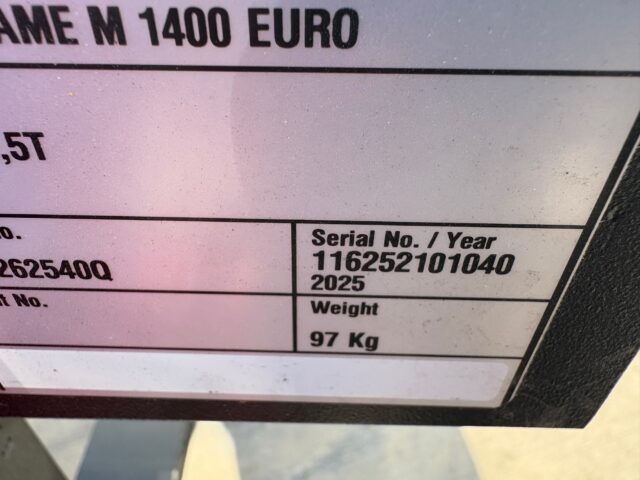 AME M 1400 EURO
,5T
o.
262540Q
Serial No. / Year
116252101040
2025
t No.
Weight
97 Kg